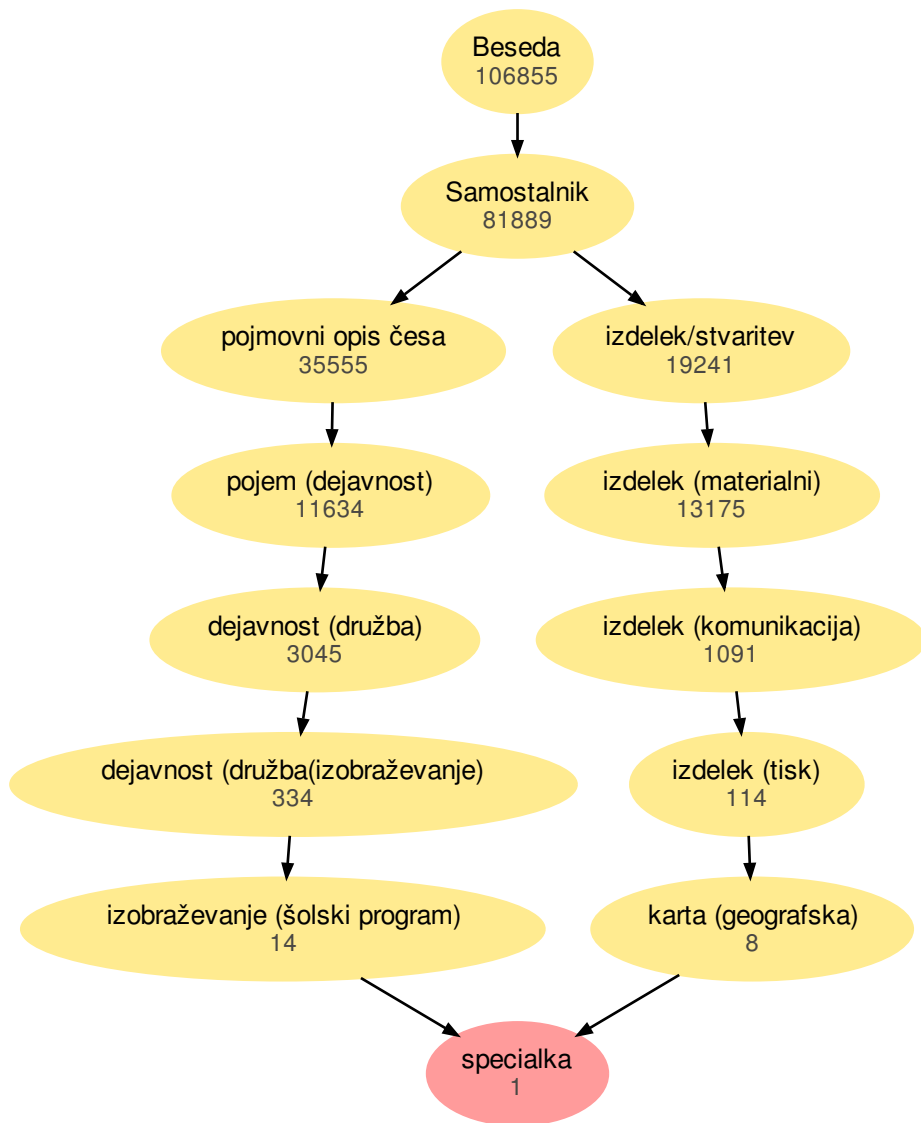 Beseda
106855
Samostalnik
81889
pojmovni opis česa
35555
izdelek/stvaritev
19241
pojem (dejavnost)
11634
izdelek (materialni)
13175
dejavnost (družba)
3045
izdelek (komunikacija)
1091
dejavnost (družba(izobraževanje)
334
izdelek (tisk)
114
izobraževanje (šolski program)
14
karta (geografska)
8
specialka
1